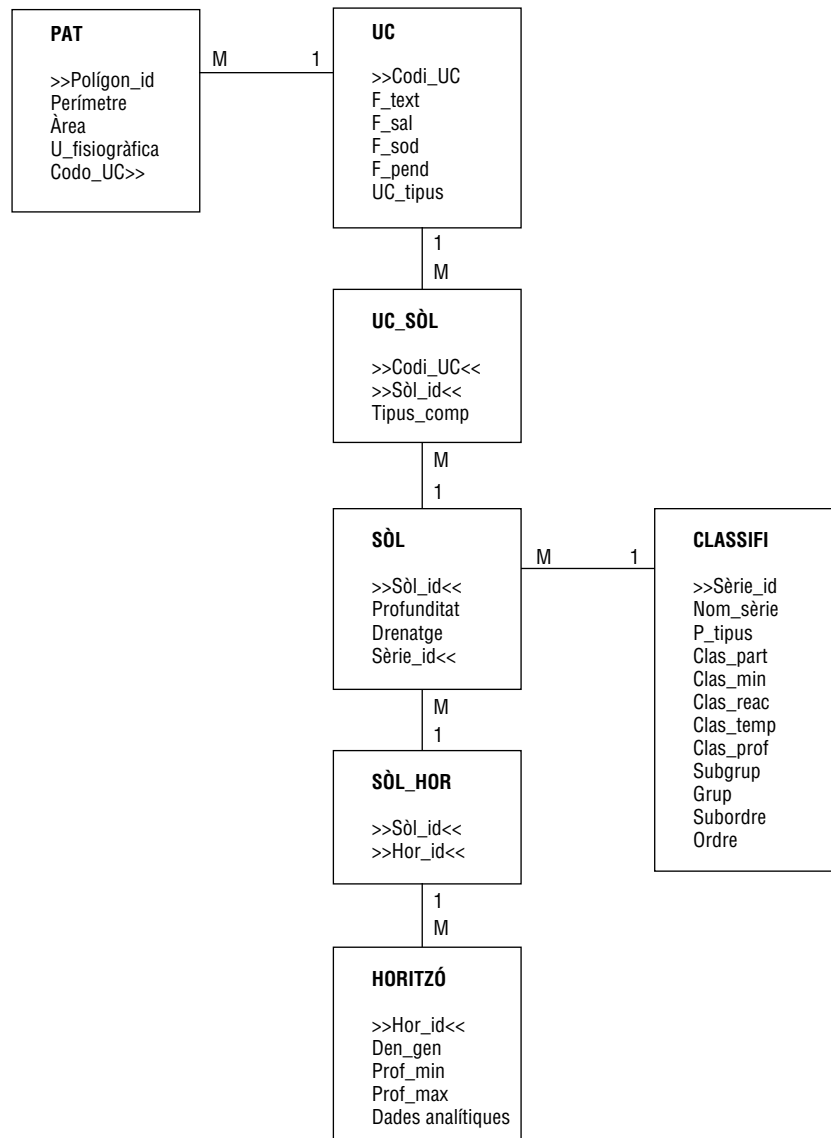 PAT
>>Polígon_id
Perímetre
Àrea
U_fisiogràfica
Codo_UC>>
M
1
UC
>>Codi_UC
F_text
F_sal
F_sod
F_pend
UC_tipus
1
M
UC_SÒL
>>Codi_UC<<
>>Sòl_id<<
Tipus_comp
M
1
SÒL
>>Sòl_id<<
Profunditat
Drenatge
Sèrie_id<<
M
1
CLASSIFI
>>Sèrie_id
Nom_sèrie
P_tipus
Clas_part
Clas_min
Clas_reac
Clas_temp
Clas_prof
Subgrup
Grup
Subordre
Ordre
M
1
SÒL_HOR
>>Sòl_id<<
>>Hor_id<<
1
M
HORITZÓ
>>Hor_id<<
Den_gen
Prof_min
Prof_max
Dades analítiques